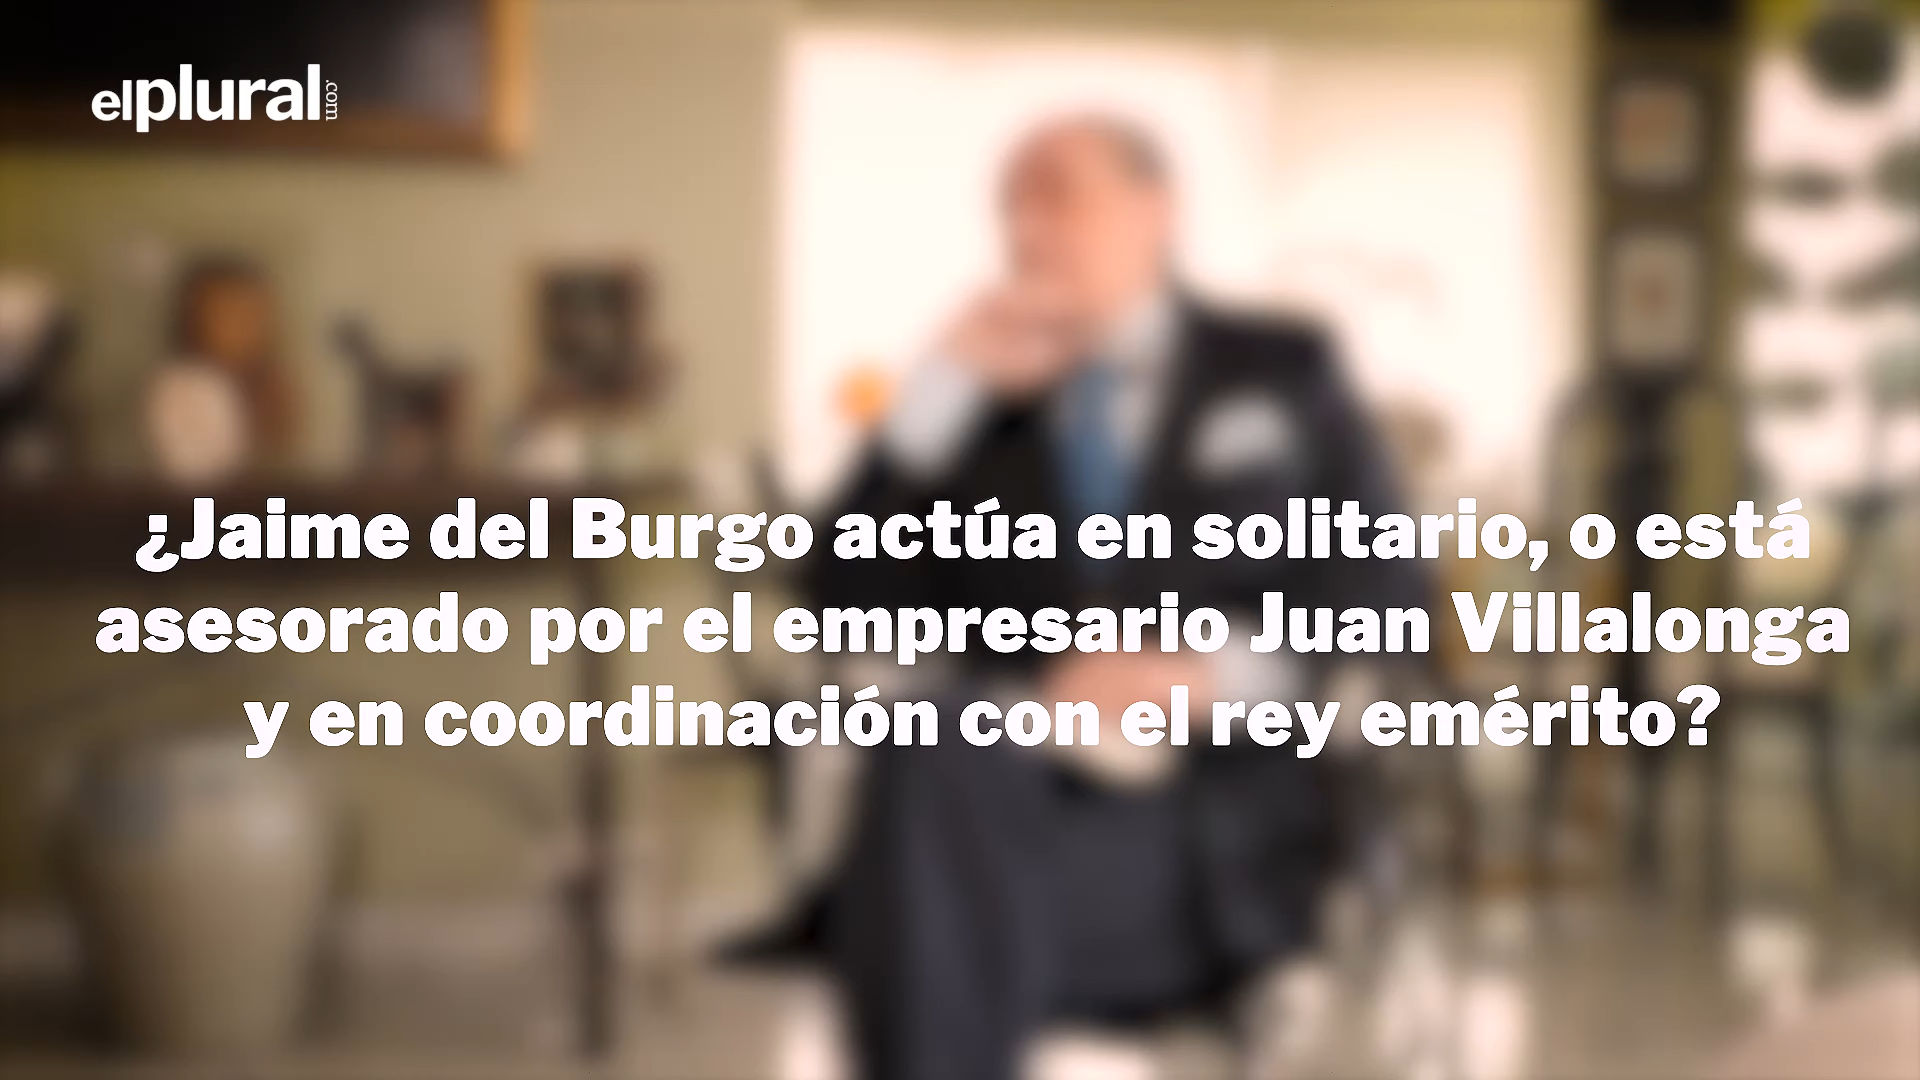 elplural.com
¿Jaime del Burgo actúa en solitario, o está
asesorado por el empresario Juan Villalonga
y en coordinación con el rey emérito?